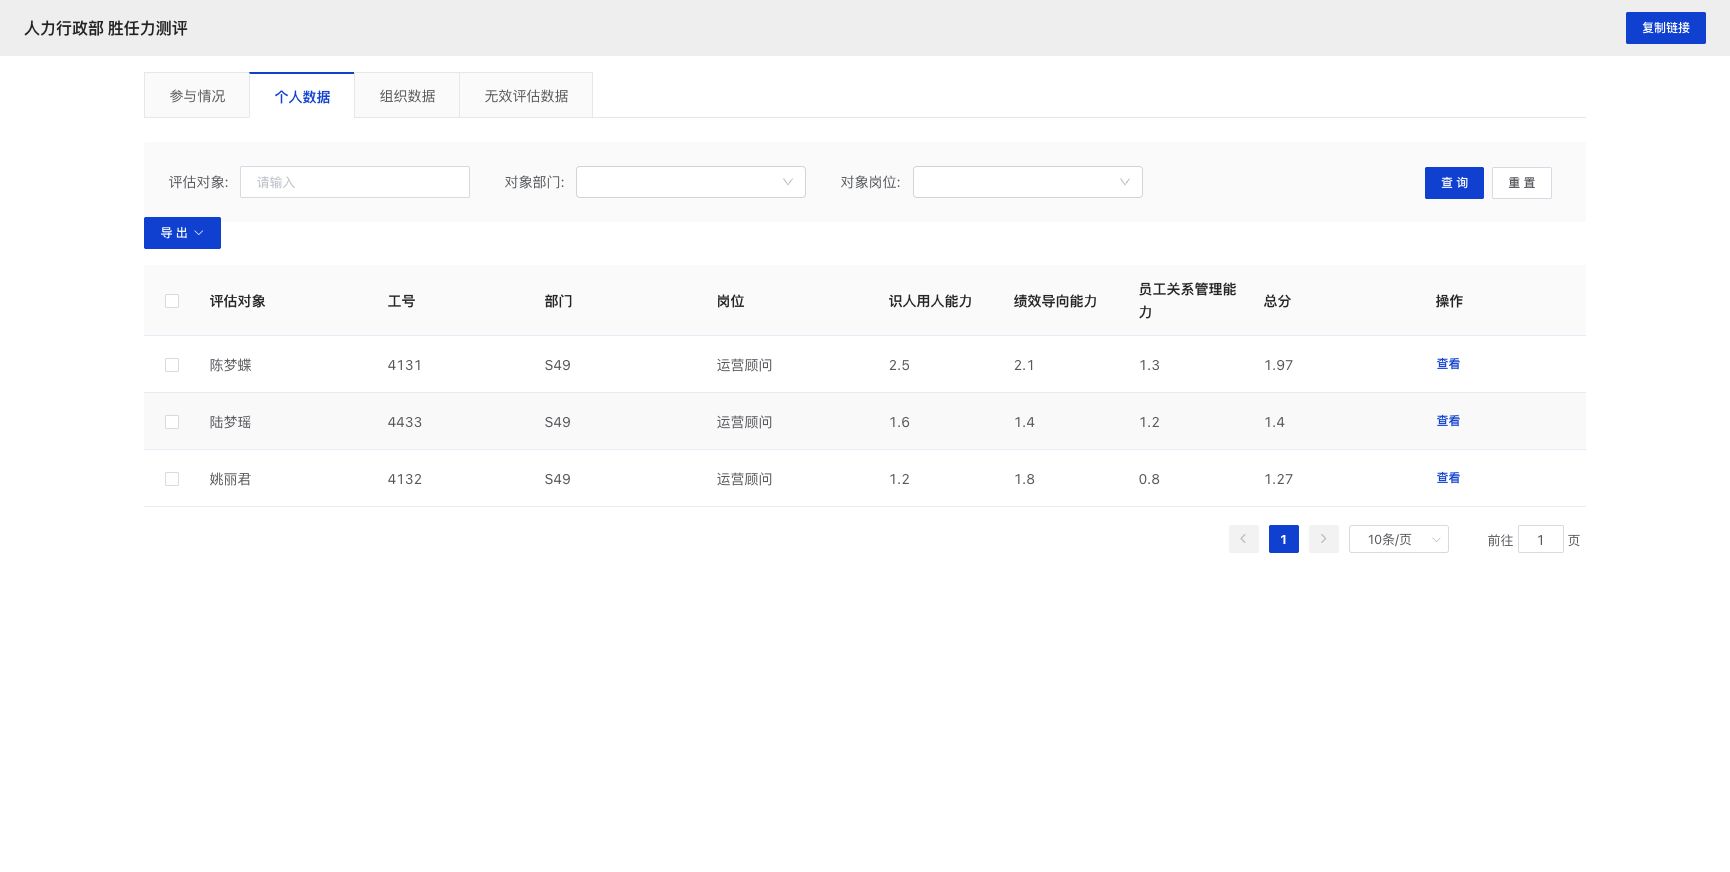 人力行政部 胜任力测评
复制链接
参与情况 个人数据 组织数据 无效评估数据
评估对象: 请输入 对象部门: 对象岗位: 查 询 重 置
导 出
评估对象 工号 部门 岗位 识人用人能力 绩效导向能力 员工关系管理能力 总分 操作
陈梦蝶 4131 S49 运营顾问 2.5 2.1 1.3 1.97 查看
陆梦瑶 4433 S49 运营顾问 1.6 1.4 1.2 1.4 查看
姚丽君 4132 S49 运营顾问 1.2 1.8 0.8 1.27 查看
1 10条/页 前往 1 页